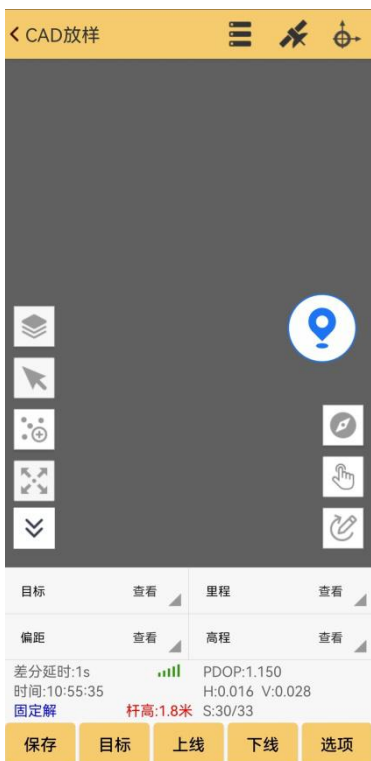 CAD放样
目标 查看 里程 查看
偏距 查看 高程 查看
差分延时:1s PDOP:1.150
时间:10:55:35 H:0.016 V:0.028
固定解 杆高:1.8米 S:30/33
保存 目标 上线 下线 选项